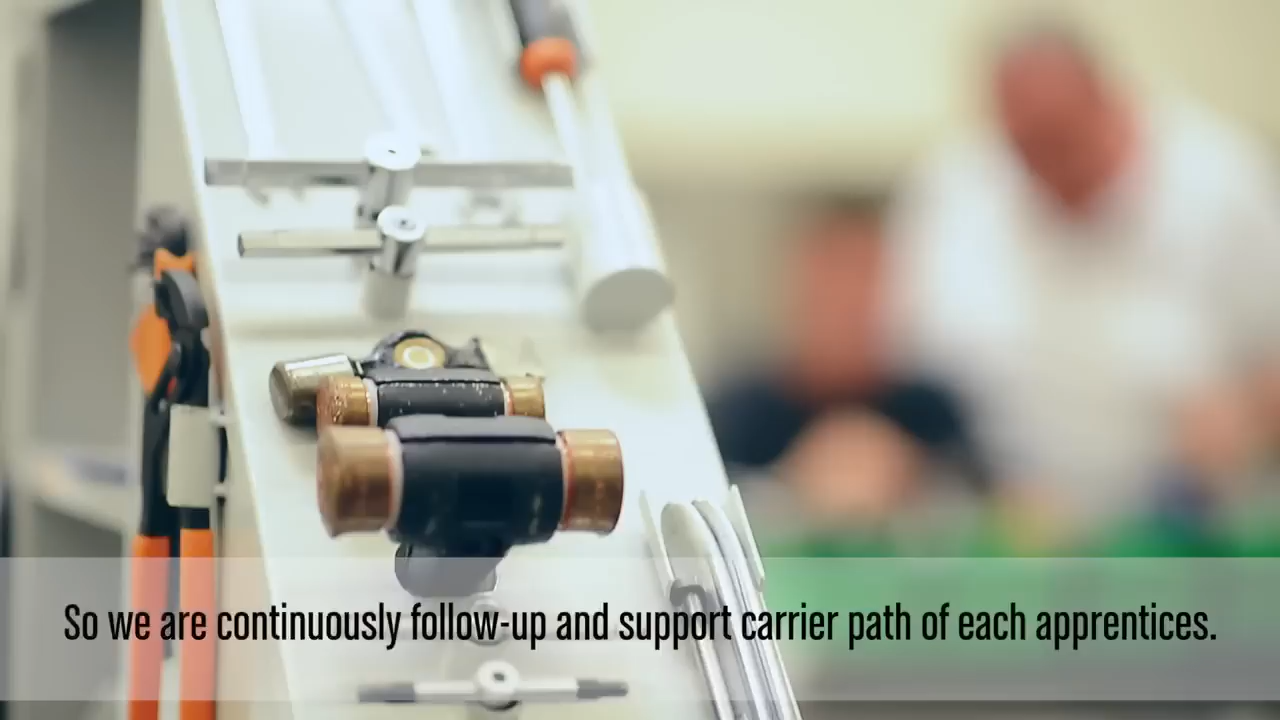 So we are continuously follow-up and support carrier path of each apprentices.